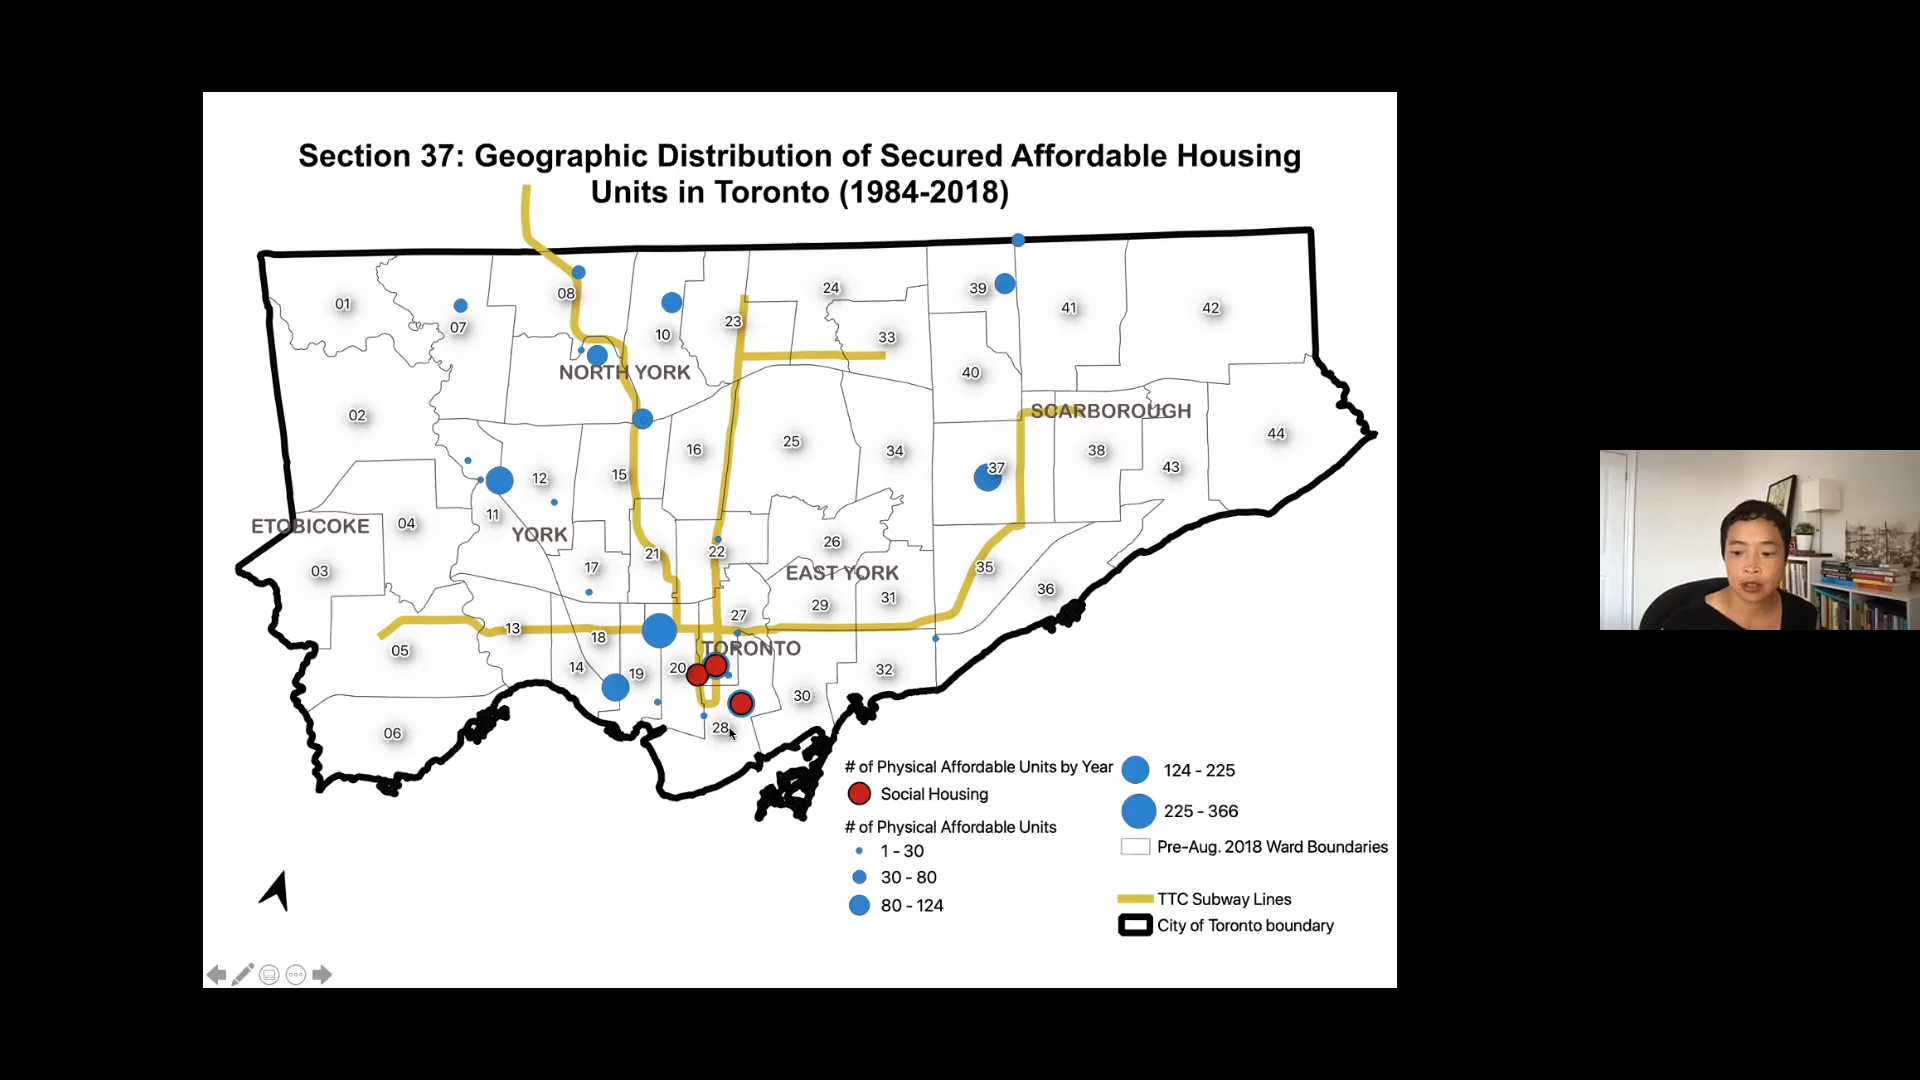 Section 37: Geographic Distribution of Secured Affordable Housing
Units in Toronto (1984-2018)
01
07
08
10
23
24
33
39
41
42
NORTH YORK
40
02
SCARBOROUGH
44
16
25
34
38
43
37
12
15
11
ETOBICOKE
04
YORK
26
22
21
17
EAST YORK
35
03
36
31
29
27
13
18
TORONTO
05
14
19
20
32
30
28
06
# of Physical Affordable Units by Year
Social Housing
# of Physical Affordable Units
1 - 30
30 - 80
80 - 124
124 - 225
225 - 366
Pre-Aug. 2018 Ward Boundaries
TTC Subway Lines
City of Toronto boundary